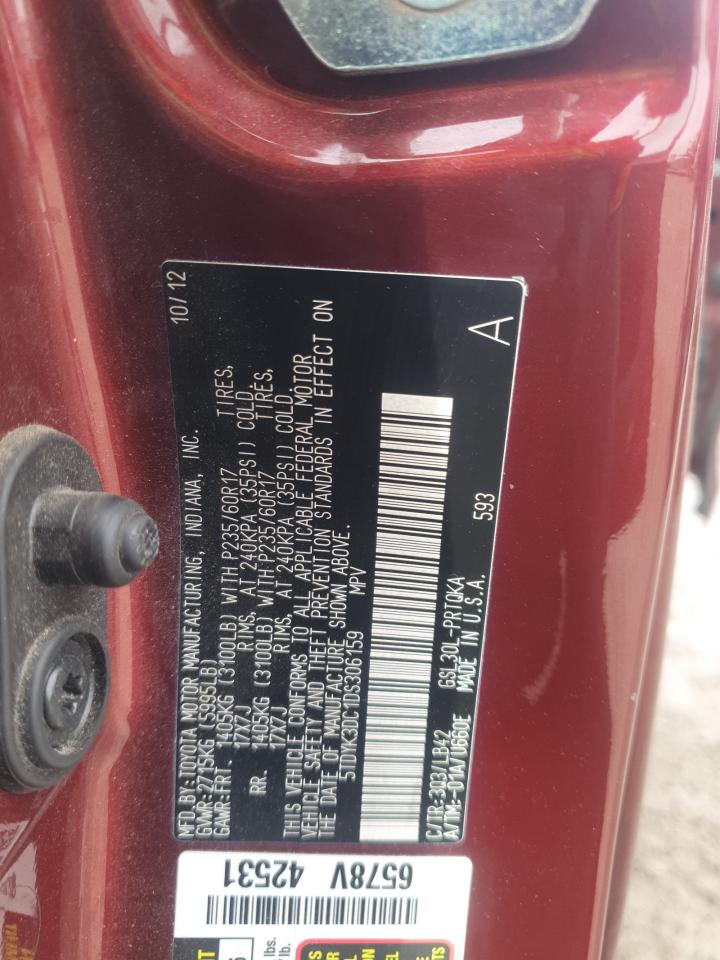 MFD.BY:TOYOTA MOTOR MANUFACTURING, INDIANA, INC. 10/12
GVWR:2715KG(5995LB)
GAWR:FRT. 1405KG(3100LB) WITH P235/60R17 TIRES,
17X7J RIMS, AT 240KPA (35PSI) COLD.
RR. 1405KG (3100LB) WITH P235/60R17 TIRES,
17X7J RIMS, AT 240KPA (35PSI) COLD.
THIS VEHICLE CONFORMS TO ALL APPLICABLE FEDERAL MOTOR
VEHICLE SAFETY AND THEFT PREVENTION STANDARDS IN EFFECT ON
THE DATE OF MANUFACTURE SHOWN ABOVE.
5TDYK3DC1DS306159 MPV
C/TR:3Q3/LB42 GSL30L-PRTQKA
A/TM:-01A/U660E MADE IN U.S.A. 593 A
6578V 42531
lbs.
lb.